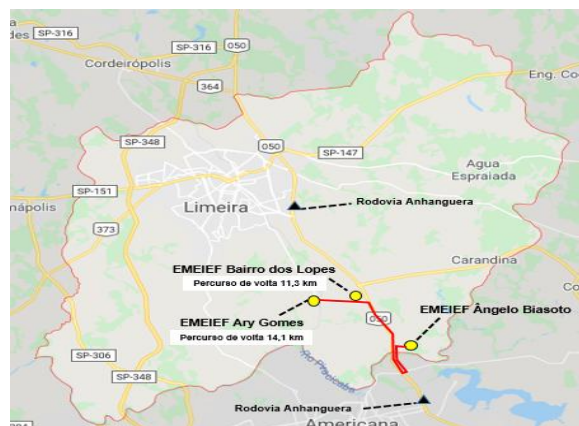 SP-316
SP-316
050
Cordeirópolis
364
Eng. Co
SP-348
050
SP-147
SP-151
Limeira
Agua
Espraiada
Rodovia Anhanguera
nápolis
373
Carandina
EMEIEF Bairro dos Lopes
Percurso de volta 11,3 km
EMEIEF Ângelo Biasoto
050
EMEIEF Ary Gomes
Percurso de volta 14,1 km
SP-306
SP-348
Rodovia Anhanguera
Americana